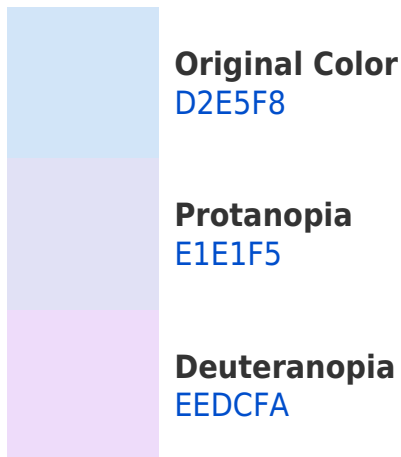 Original Color
D2E5F8
Protanopia
E1E1F5
Deuteranopia
EEDCFA